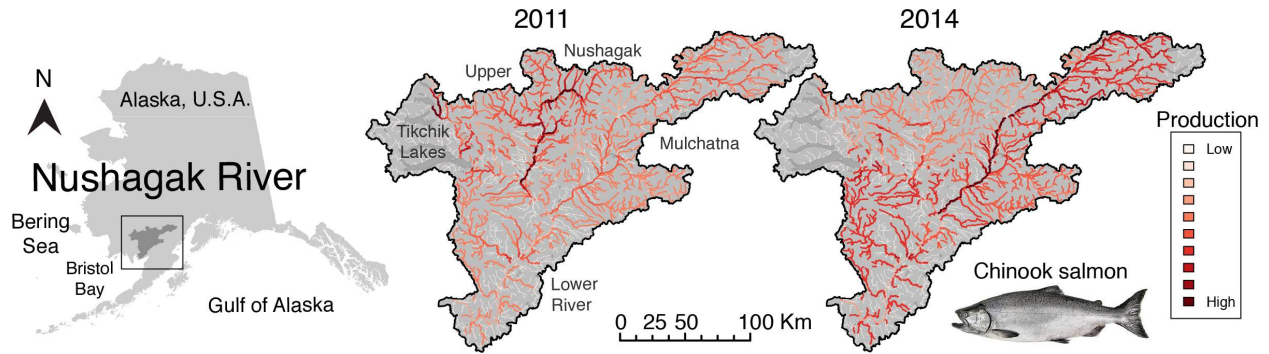 2011
2014
N
Alaska, U.S.A.
Nushagak River
Bering
Sea
Bristol
Bay
Gulf of Alaska
Nushagak
Upper
Tikchik
Lakes
Mulchatna
Lower
River
0 25 50 100 Km
Chinook salmon
Production
Low
High